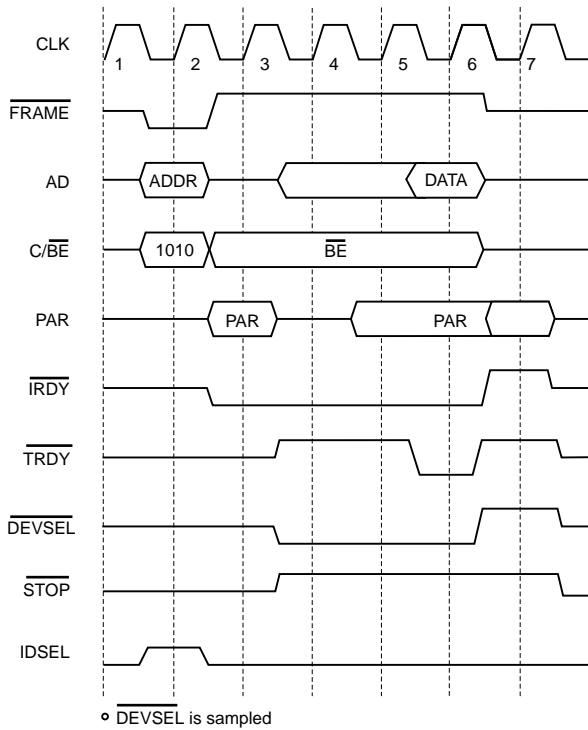 CLK
1 2 3 4 5 6 7
FRAME
AD ADDR DATA
C/BE 1010 BE
PAR PAR PAR
IRDY
TRDY
DEVSEL
STOP
IDSEL
DEVSEL is sampled